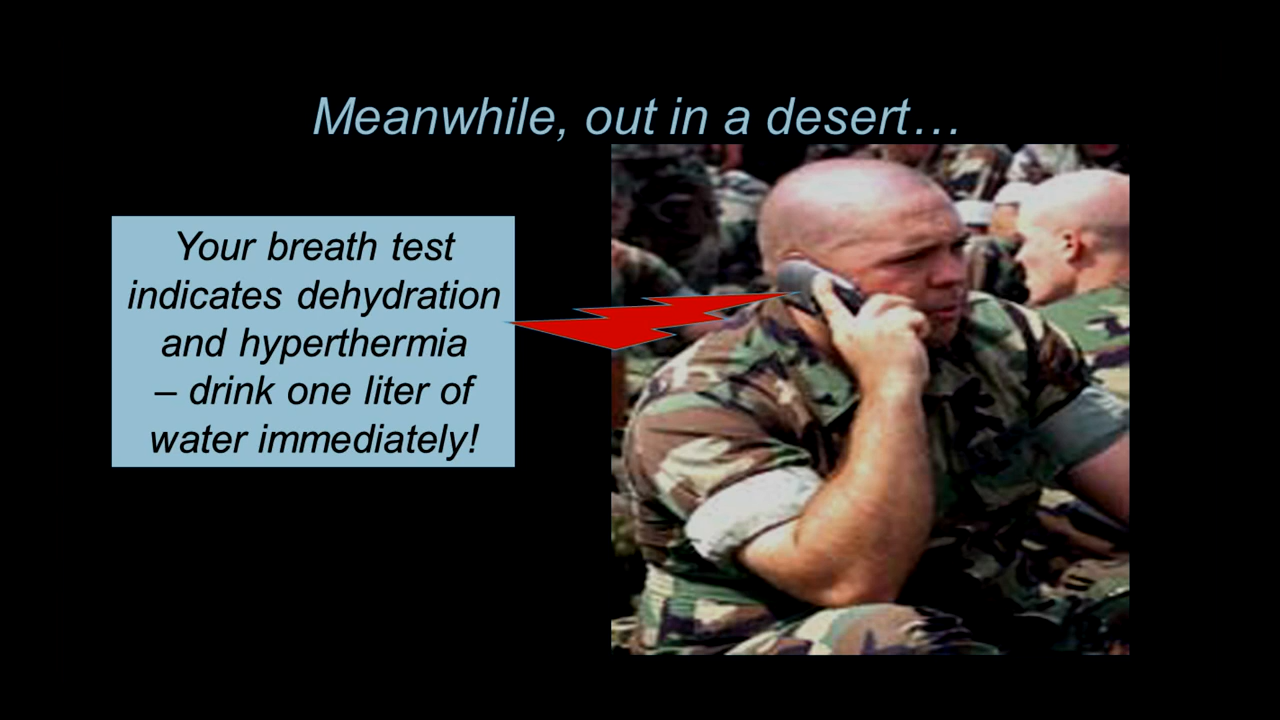 Meanwhile, out in a desert…
Your breath test
indicates dehydration
and hyperthermia
– drink one liter of
water immediately!